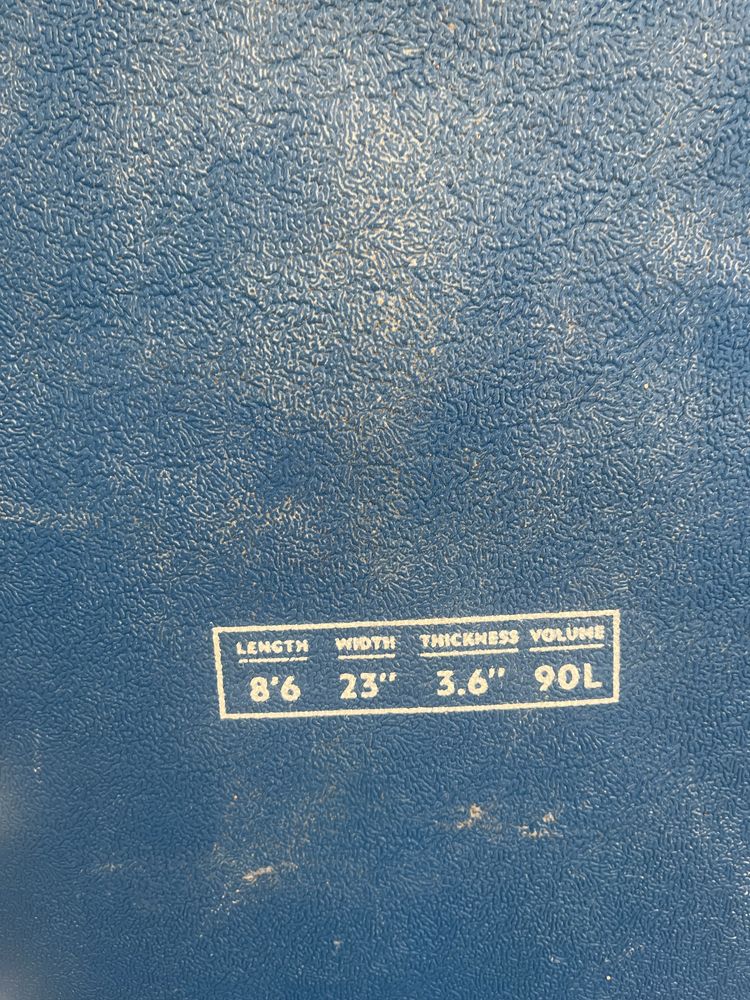 LENGTH WIDTH THICKNESS VOLUME
8'6 23" 3.6" 90L